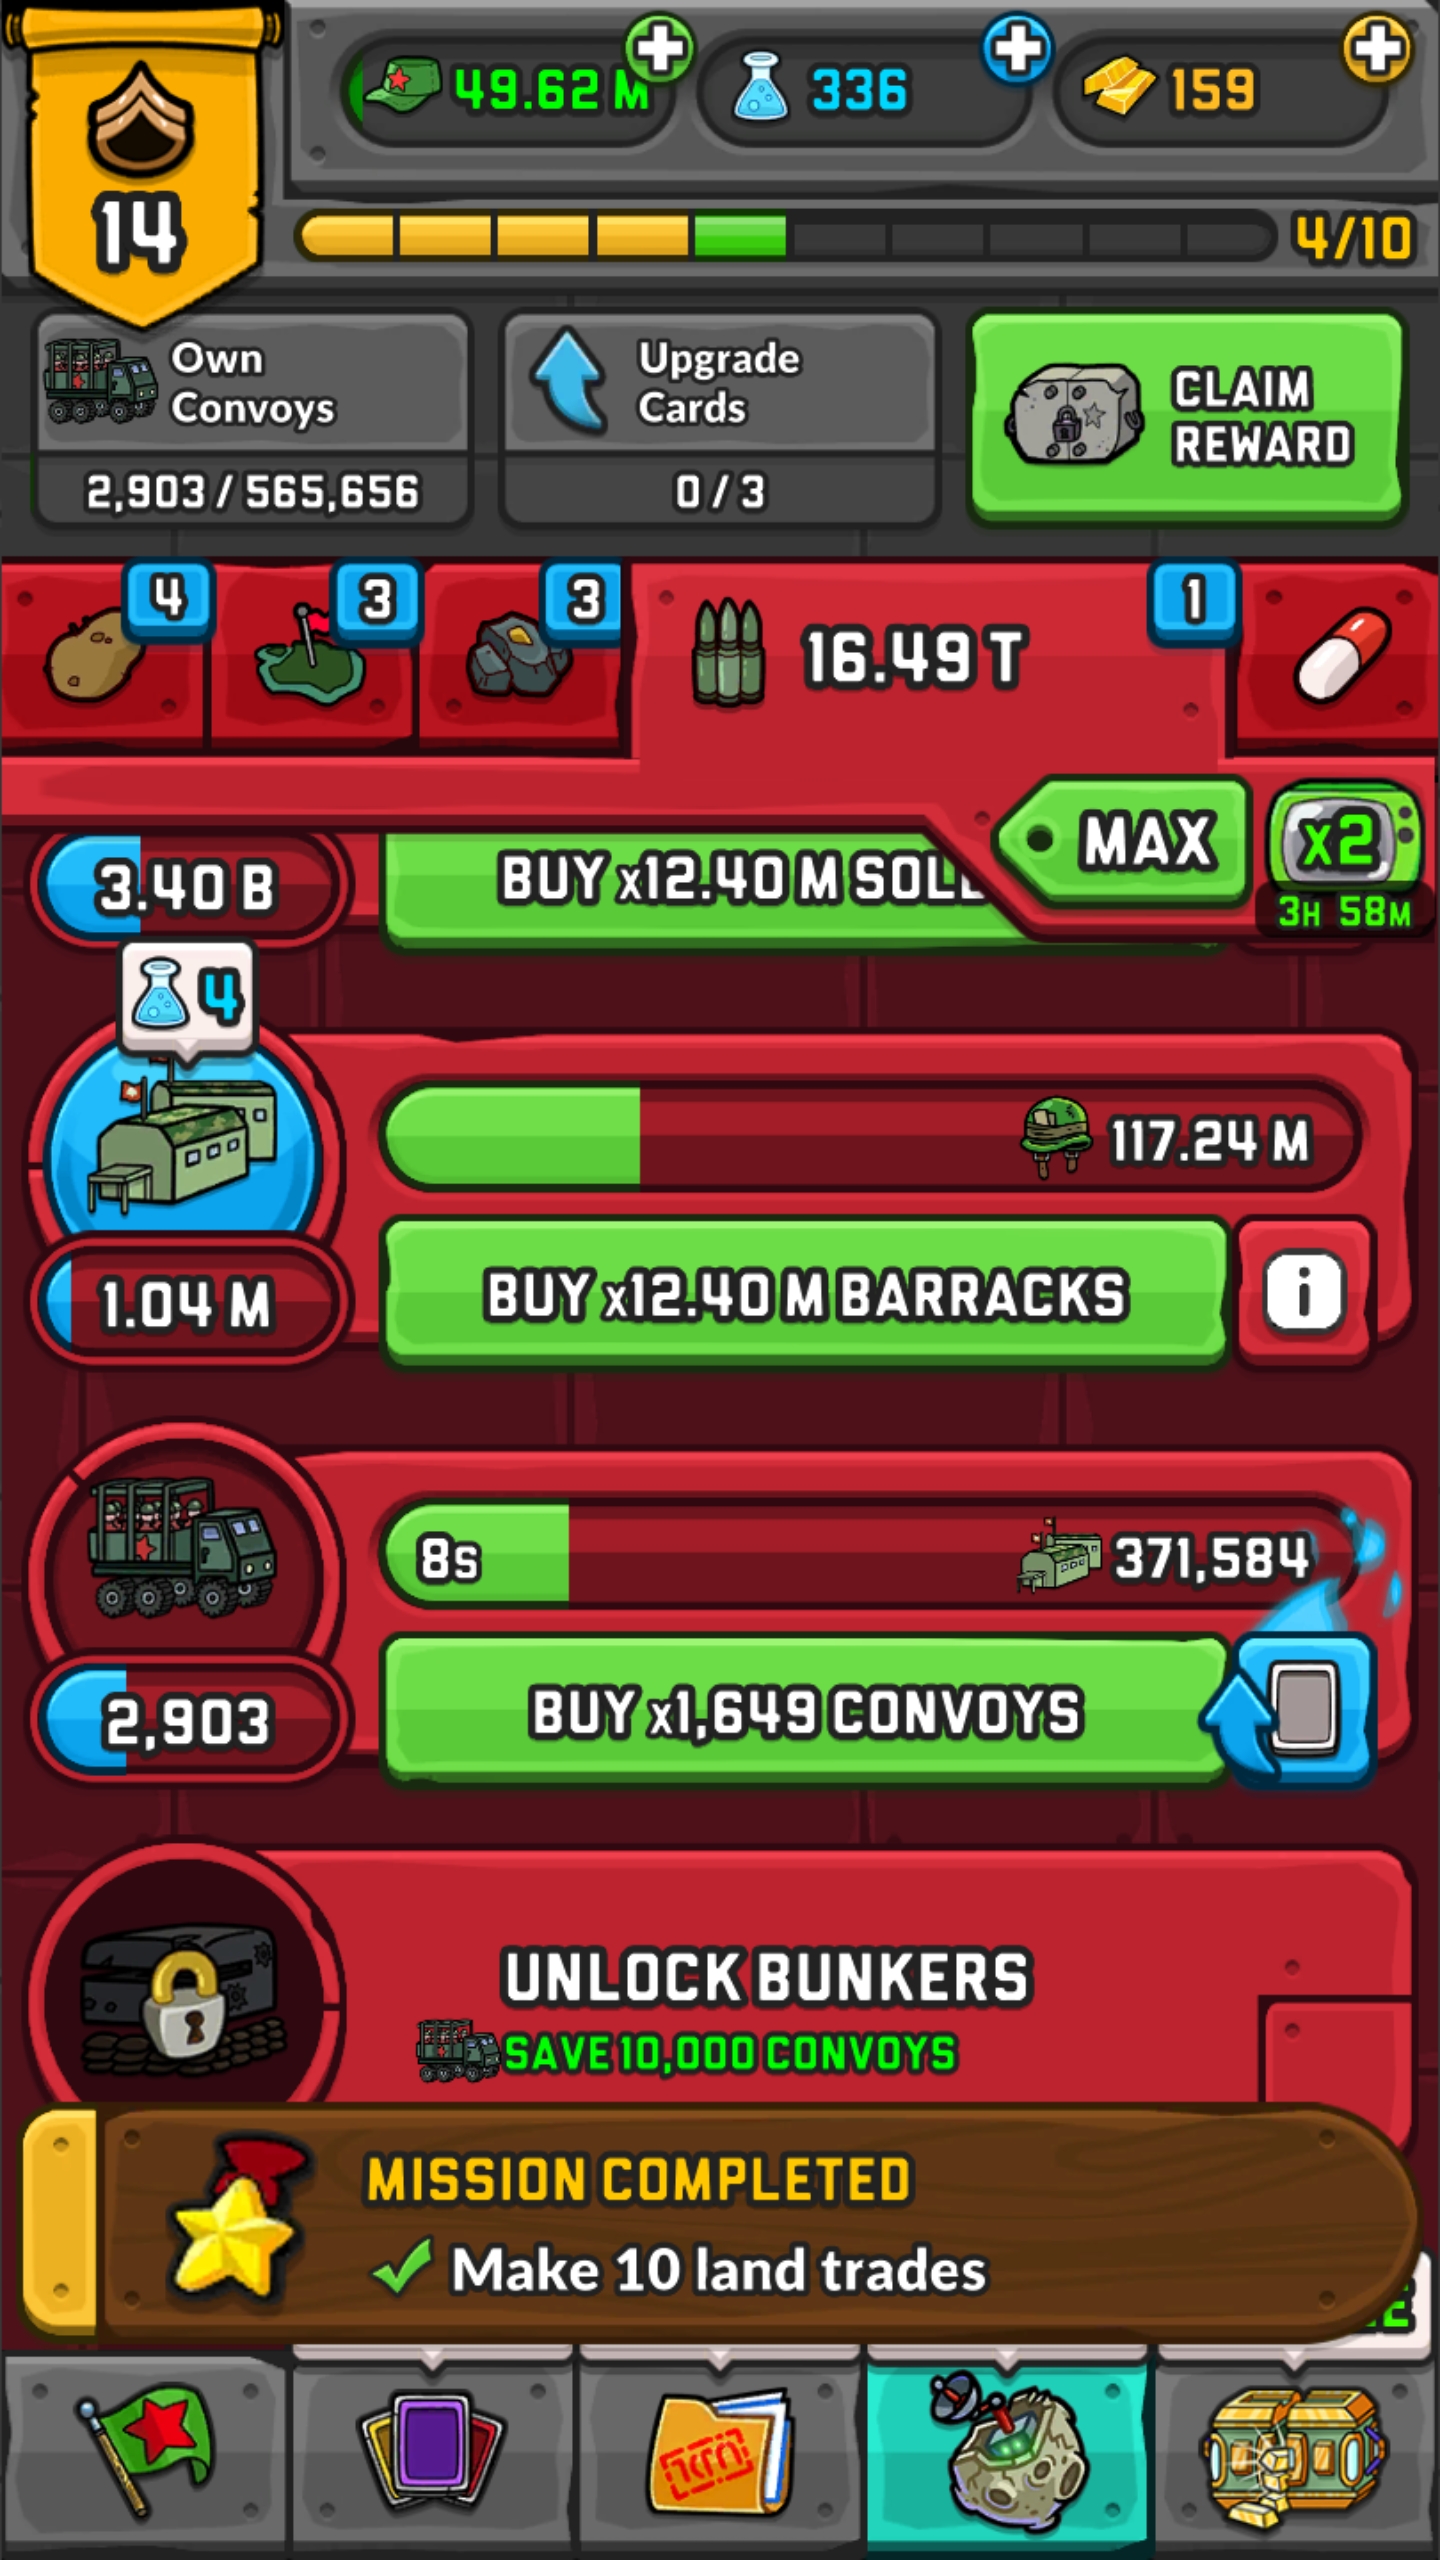 49.62 M
336
159
14
4/10
Own
Convoys
2,903 / 565,656
Upgrade
Cards
0 / 3
CLAIM
REWARD
4
3
3
16.49 T
1
MAX
x2
3H 58M
3.40 B
BUY x12.40 M
4
117.24 M
1.04 M
BUY x12.40 M BARRACKS
i
8s
371,584
2,903
BUY x1,649 CONVOYS
UNLOCK BUNKERS
SAVE 10,000 CONVOYS
MISSION COMPLETED
Make 10 land trades